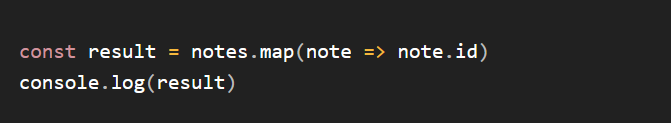 const result = notes.map(note => note.id)
console.log(result)